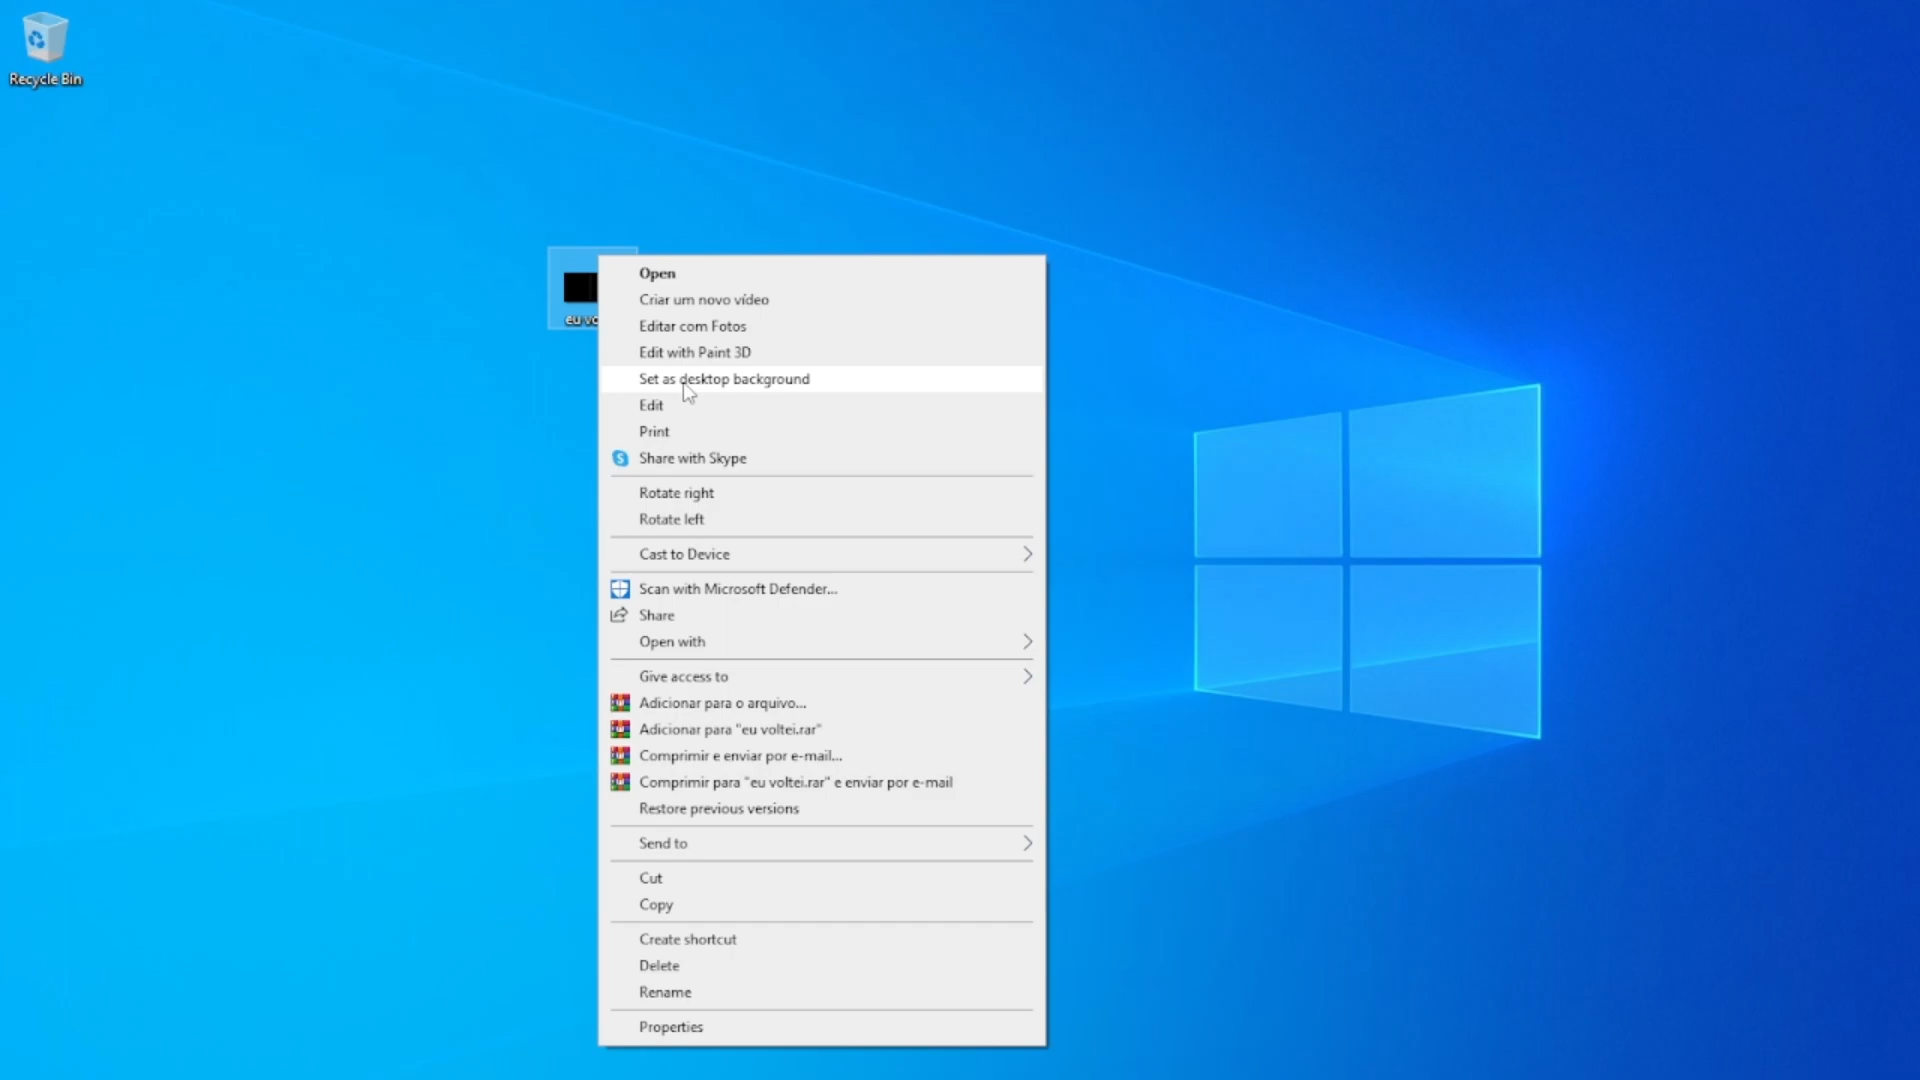 Recycle Bin
eu vo
Open
Criar um novo vídeo
Editar com Fotos
Edit with Paint 3D
Set as desktop background
Edit
Print
Share with Skype
Rotate right
Rotate left
Cast to Device
Scan with Microsoft Defender...
Share
Open with
Give access to
Adicionar para o arquivo...
Adicionar para "eu voltei.rar"
Comprimir e enviar por e-mail...
Comprimir para "eu voltei.rar" e enviar por e-mail
Restore previous versions
Send to
Cut
Copy
Create shortcut
Delete
Rename
Properties